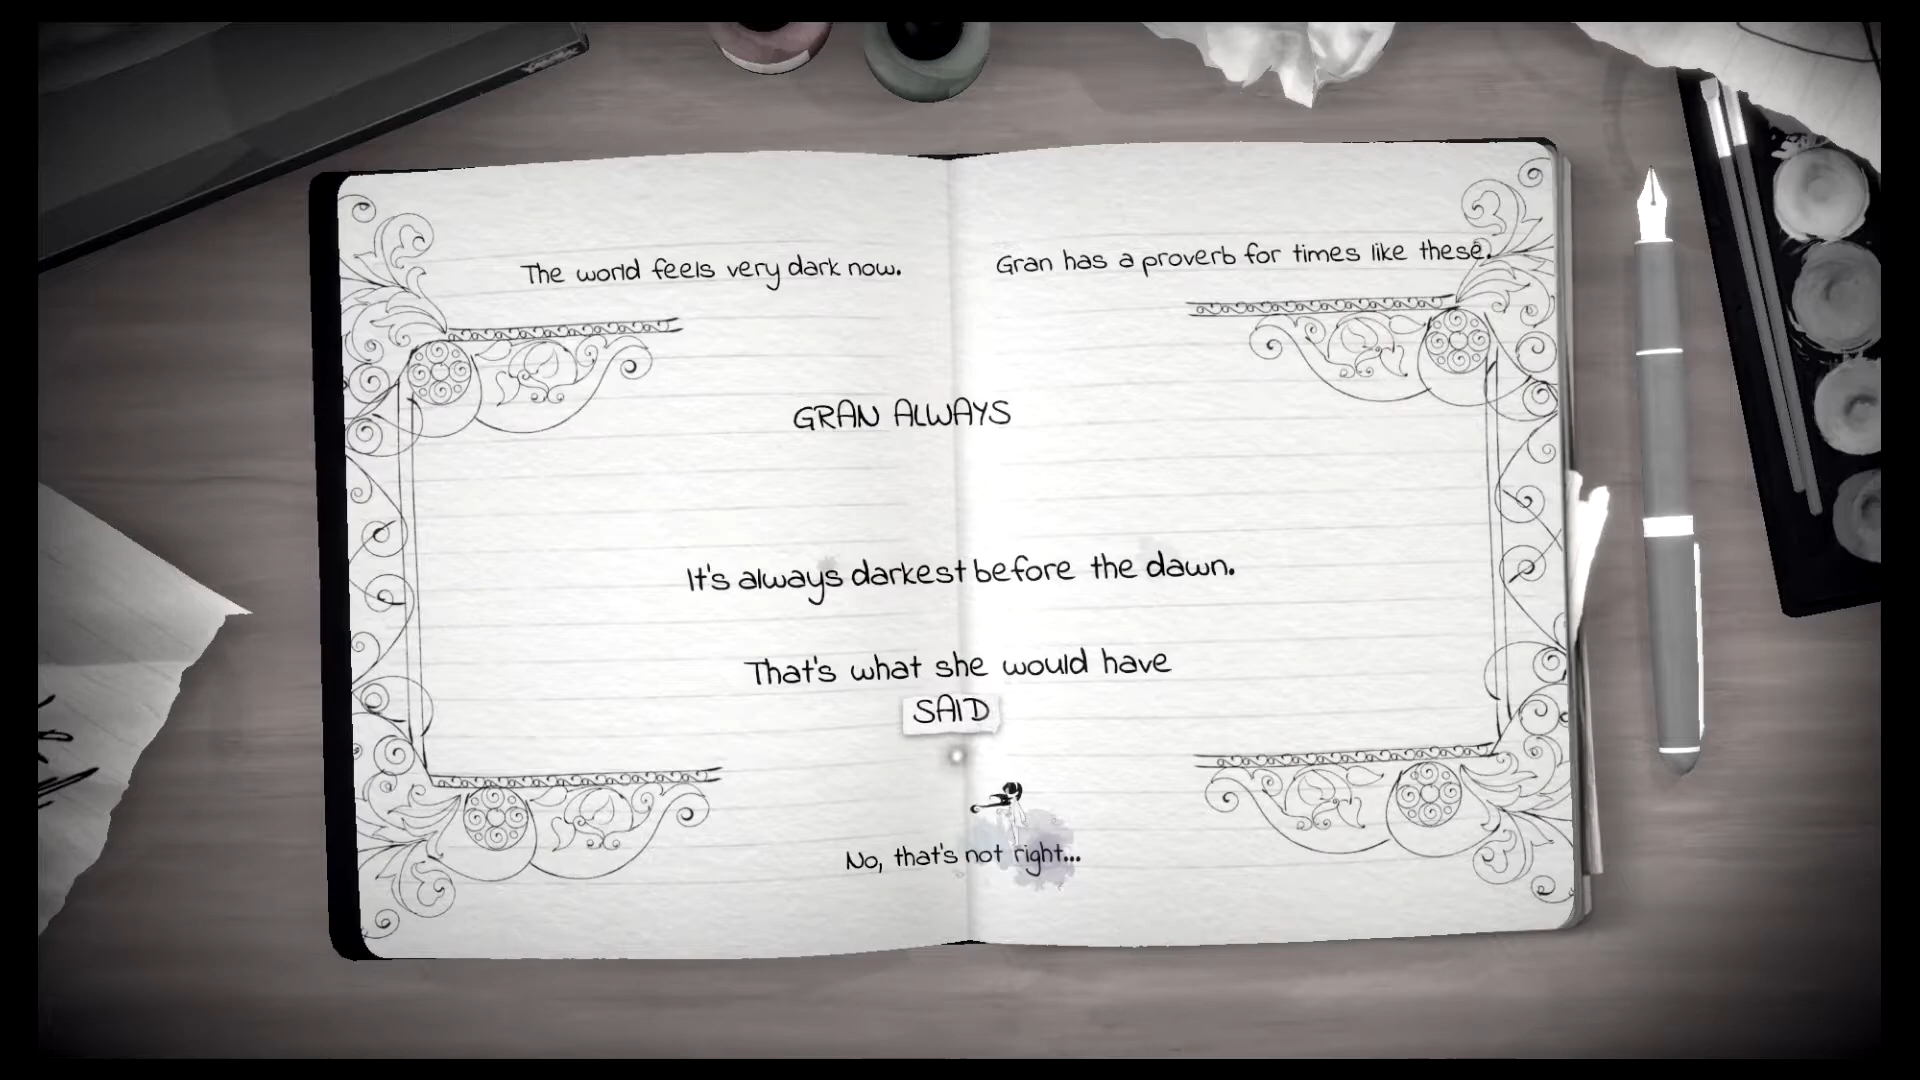 The world feels very dark now.
Gran has a proverb for times like these.
GRAN ALWAYS
It's always darkest before the dawn.
That's what she would have
SAID
No, that's not right...